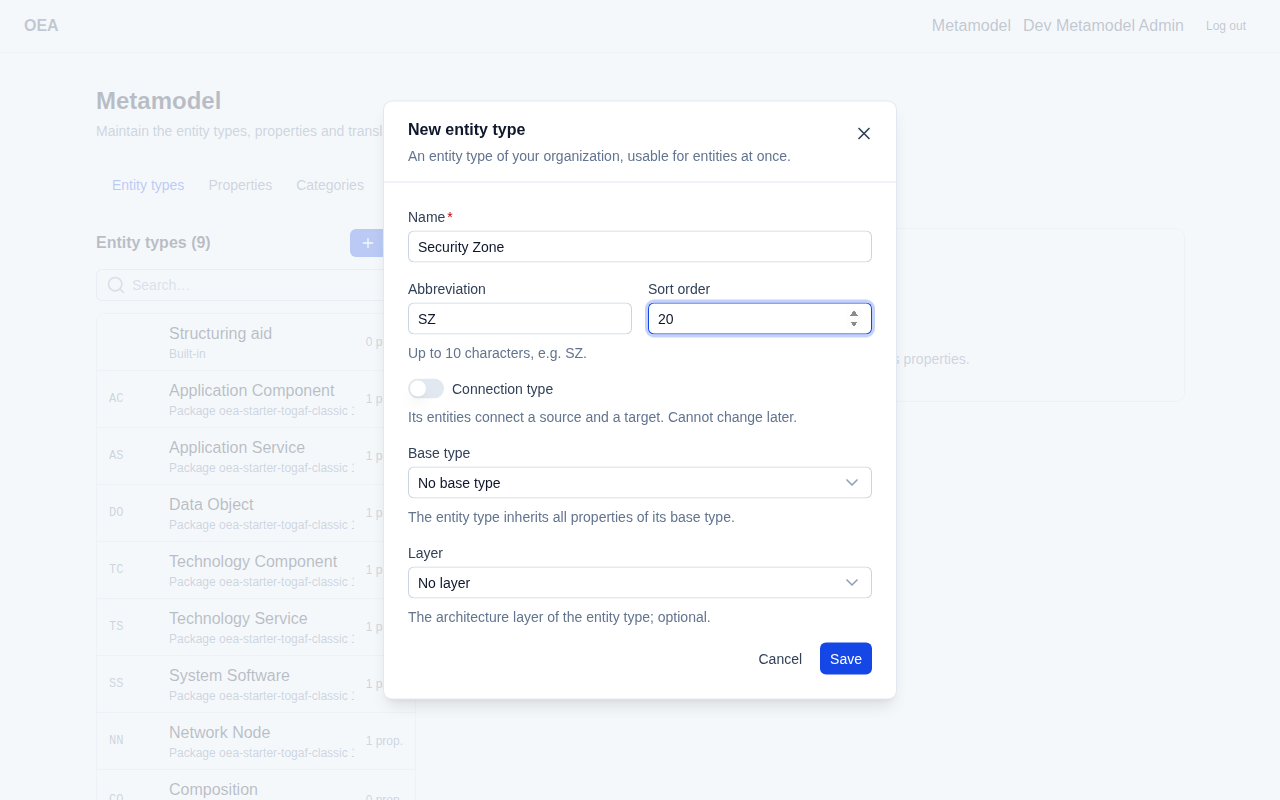 OEA
Metamodel Dev Metamodel Admin Log out
Metamodel
Maintain the entity types, properties and
Entity types Properties Categories
Entity types (9)
Search…
Structuring aid
Built-in
AC Application Component
Package oea-starter-togaf-classic
AS Application Service
Package oea-starter-togaf-classic
DO Data Object
Package oea-starter-togaf-classic
TC Technology Component
Package oea-starter-togaf-classic
TS Technology Service
Package oea-starter-togaf-classic
SS System Software
Package oea-starter-togaf-classic
NN Network Node
Package oea-starter-togaf-classic
1 prop.
CO Composition
0 prop.
properties.
New entity type
An entity type of your organization, usable for entities at once.
Name*
Security Zone
Abbreviation Sort order
SZ 20
Up to 10 characters, e.g. SZ.
Connection type
Its entities connect a source and a target. Cannot change later.
Base type
No base type
The entity type inherits all properties of its base type.
Layer
No layer
The architecture layer of the entity type; optional.
Cancel Save